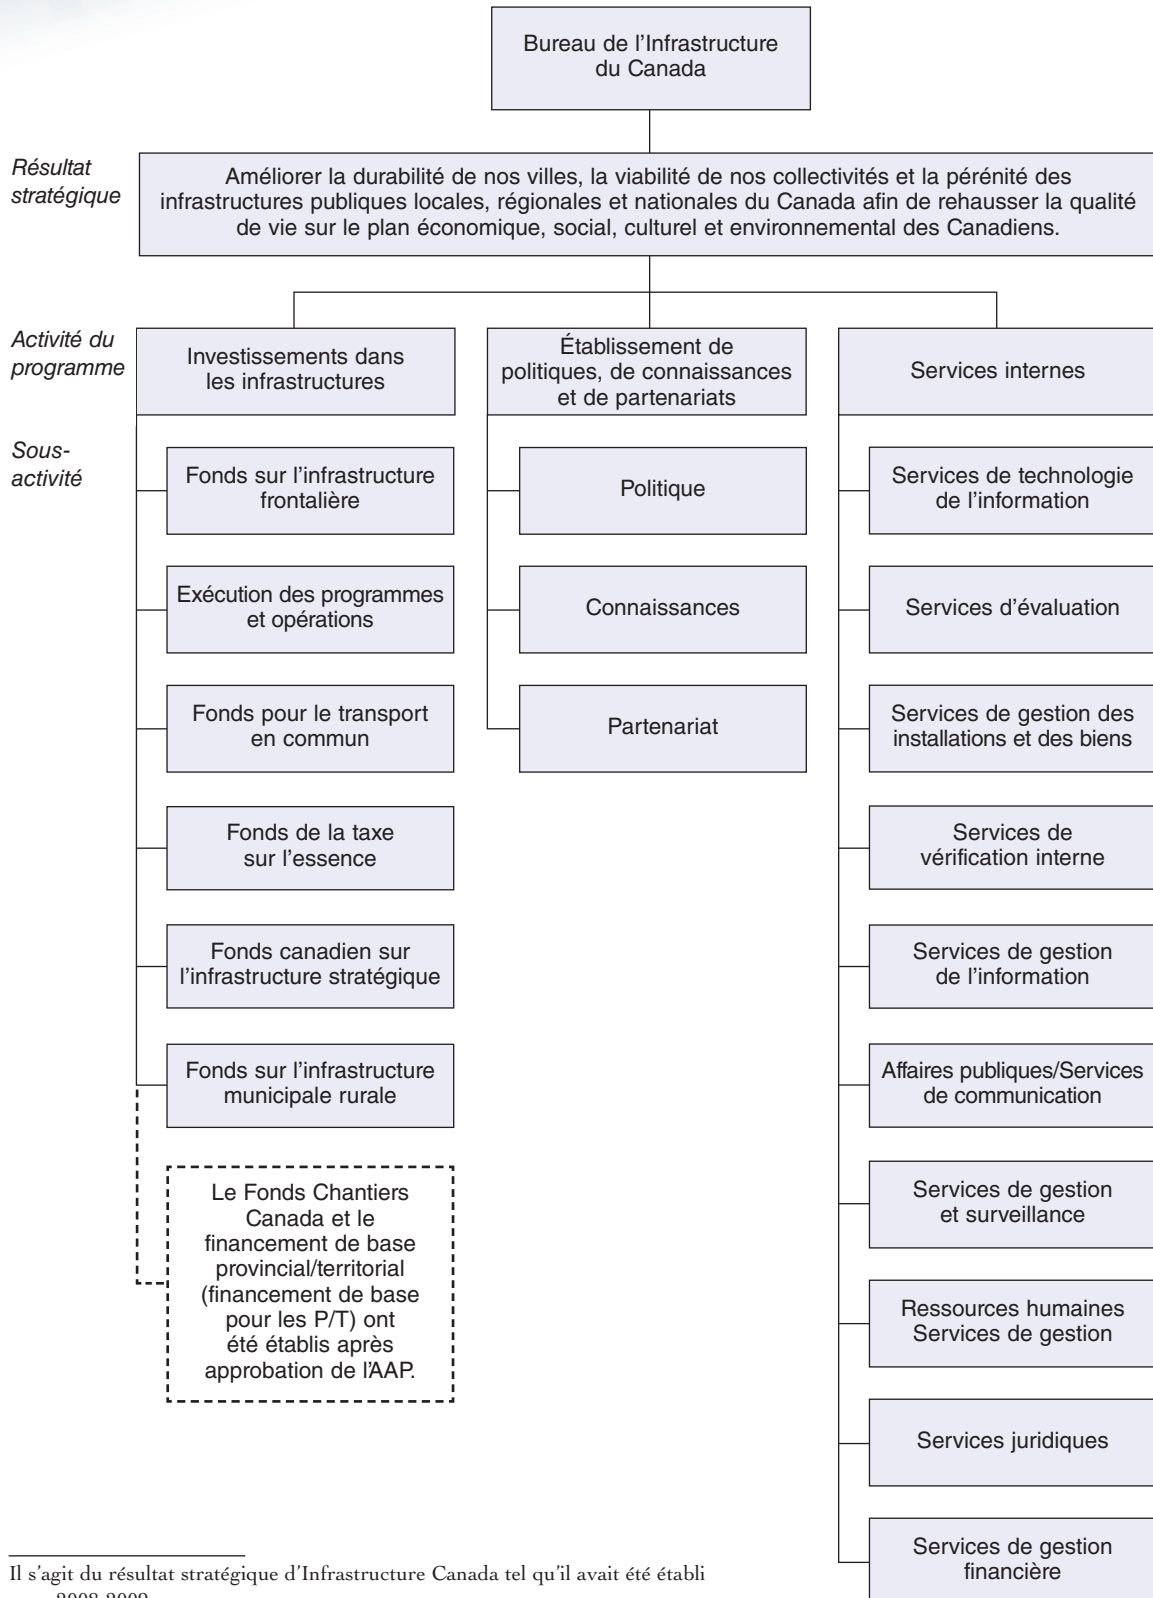 Bureau de l'Infrastructure
du Canada
Résultat
stratégique
Améliorer la durabilité de nos villes, la viabilité de nos collectivités et la pérénité des
infrastructures publiques locales, régionales et nationales du Canada afin de rehausser la qualité
de vie sur le plan économique, social, culturel et environnemental des Canadiens.
Activité du
programme
Investissements dans
les infrastructures
Établissement de
politiques, de connaissances
et de partenariats
Services internes
Sous-
activité
Fonds sur l'infrastructure
frontalière
Exécution des programmes
et opérations
Fonds pour le transport
en commun
Fonds de la taxe
sur l'essence
Fonds canadien sur
l'infrastructure stratégique
Fonds sur l'infrastructure
municipale rurale
Le Fonds Chantiers
Canada et le
financement de base
provincial/territorial
(financement de base
pour les P/T) ont
été établis après
approbation de l'AAP.
Politique
Connaissances
Partenariat
Services de technologie
de l'information
Services d'évaluation
Services de gestion des
installations et des biens
Services de
vérification interne
Services de gestion
de l'information
Affaires publiques/Services
de communication
Services de gestion
et surveillance
Ressources humaines
Services de gestion
Services juridiques
Services de gestion
financière
Il s'agit du résultat stratégique d'Infrastructure Canada tel qu'il avait été établi